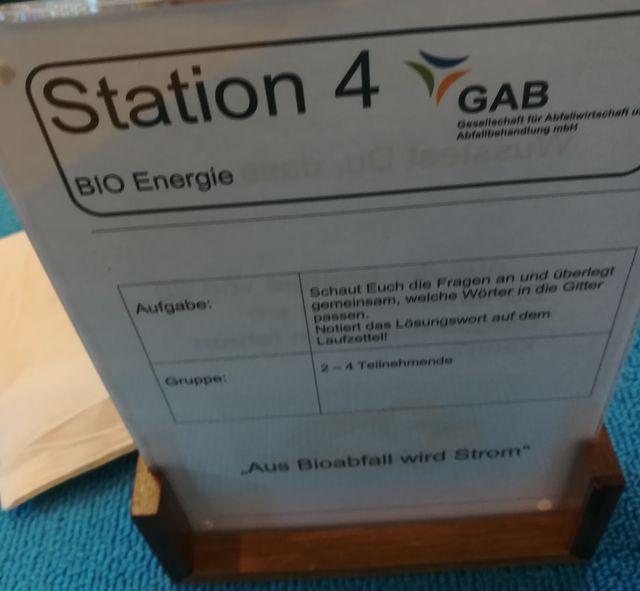 Station 4
GAB
Gesellschaft für Abfallwirtschaft
Abfallbehandlung mbH
BIO Energie
Aufgabe:
Schaut Euch die Fragen an und überlegt
gemeinsam, welche Wörter in die Gitter
passen.
Notiert das Lösungswort auf dem
Laufzettel!
Gruppe:
2 – 4 Teilnehmende
„Aus Bioabfall wird Strom“